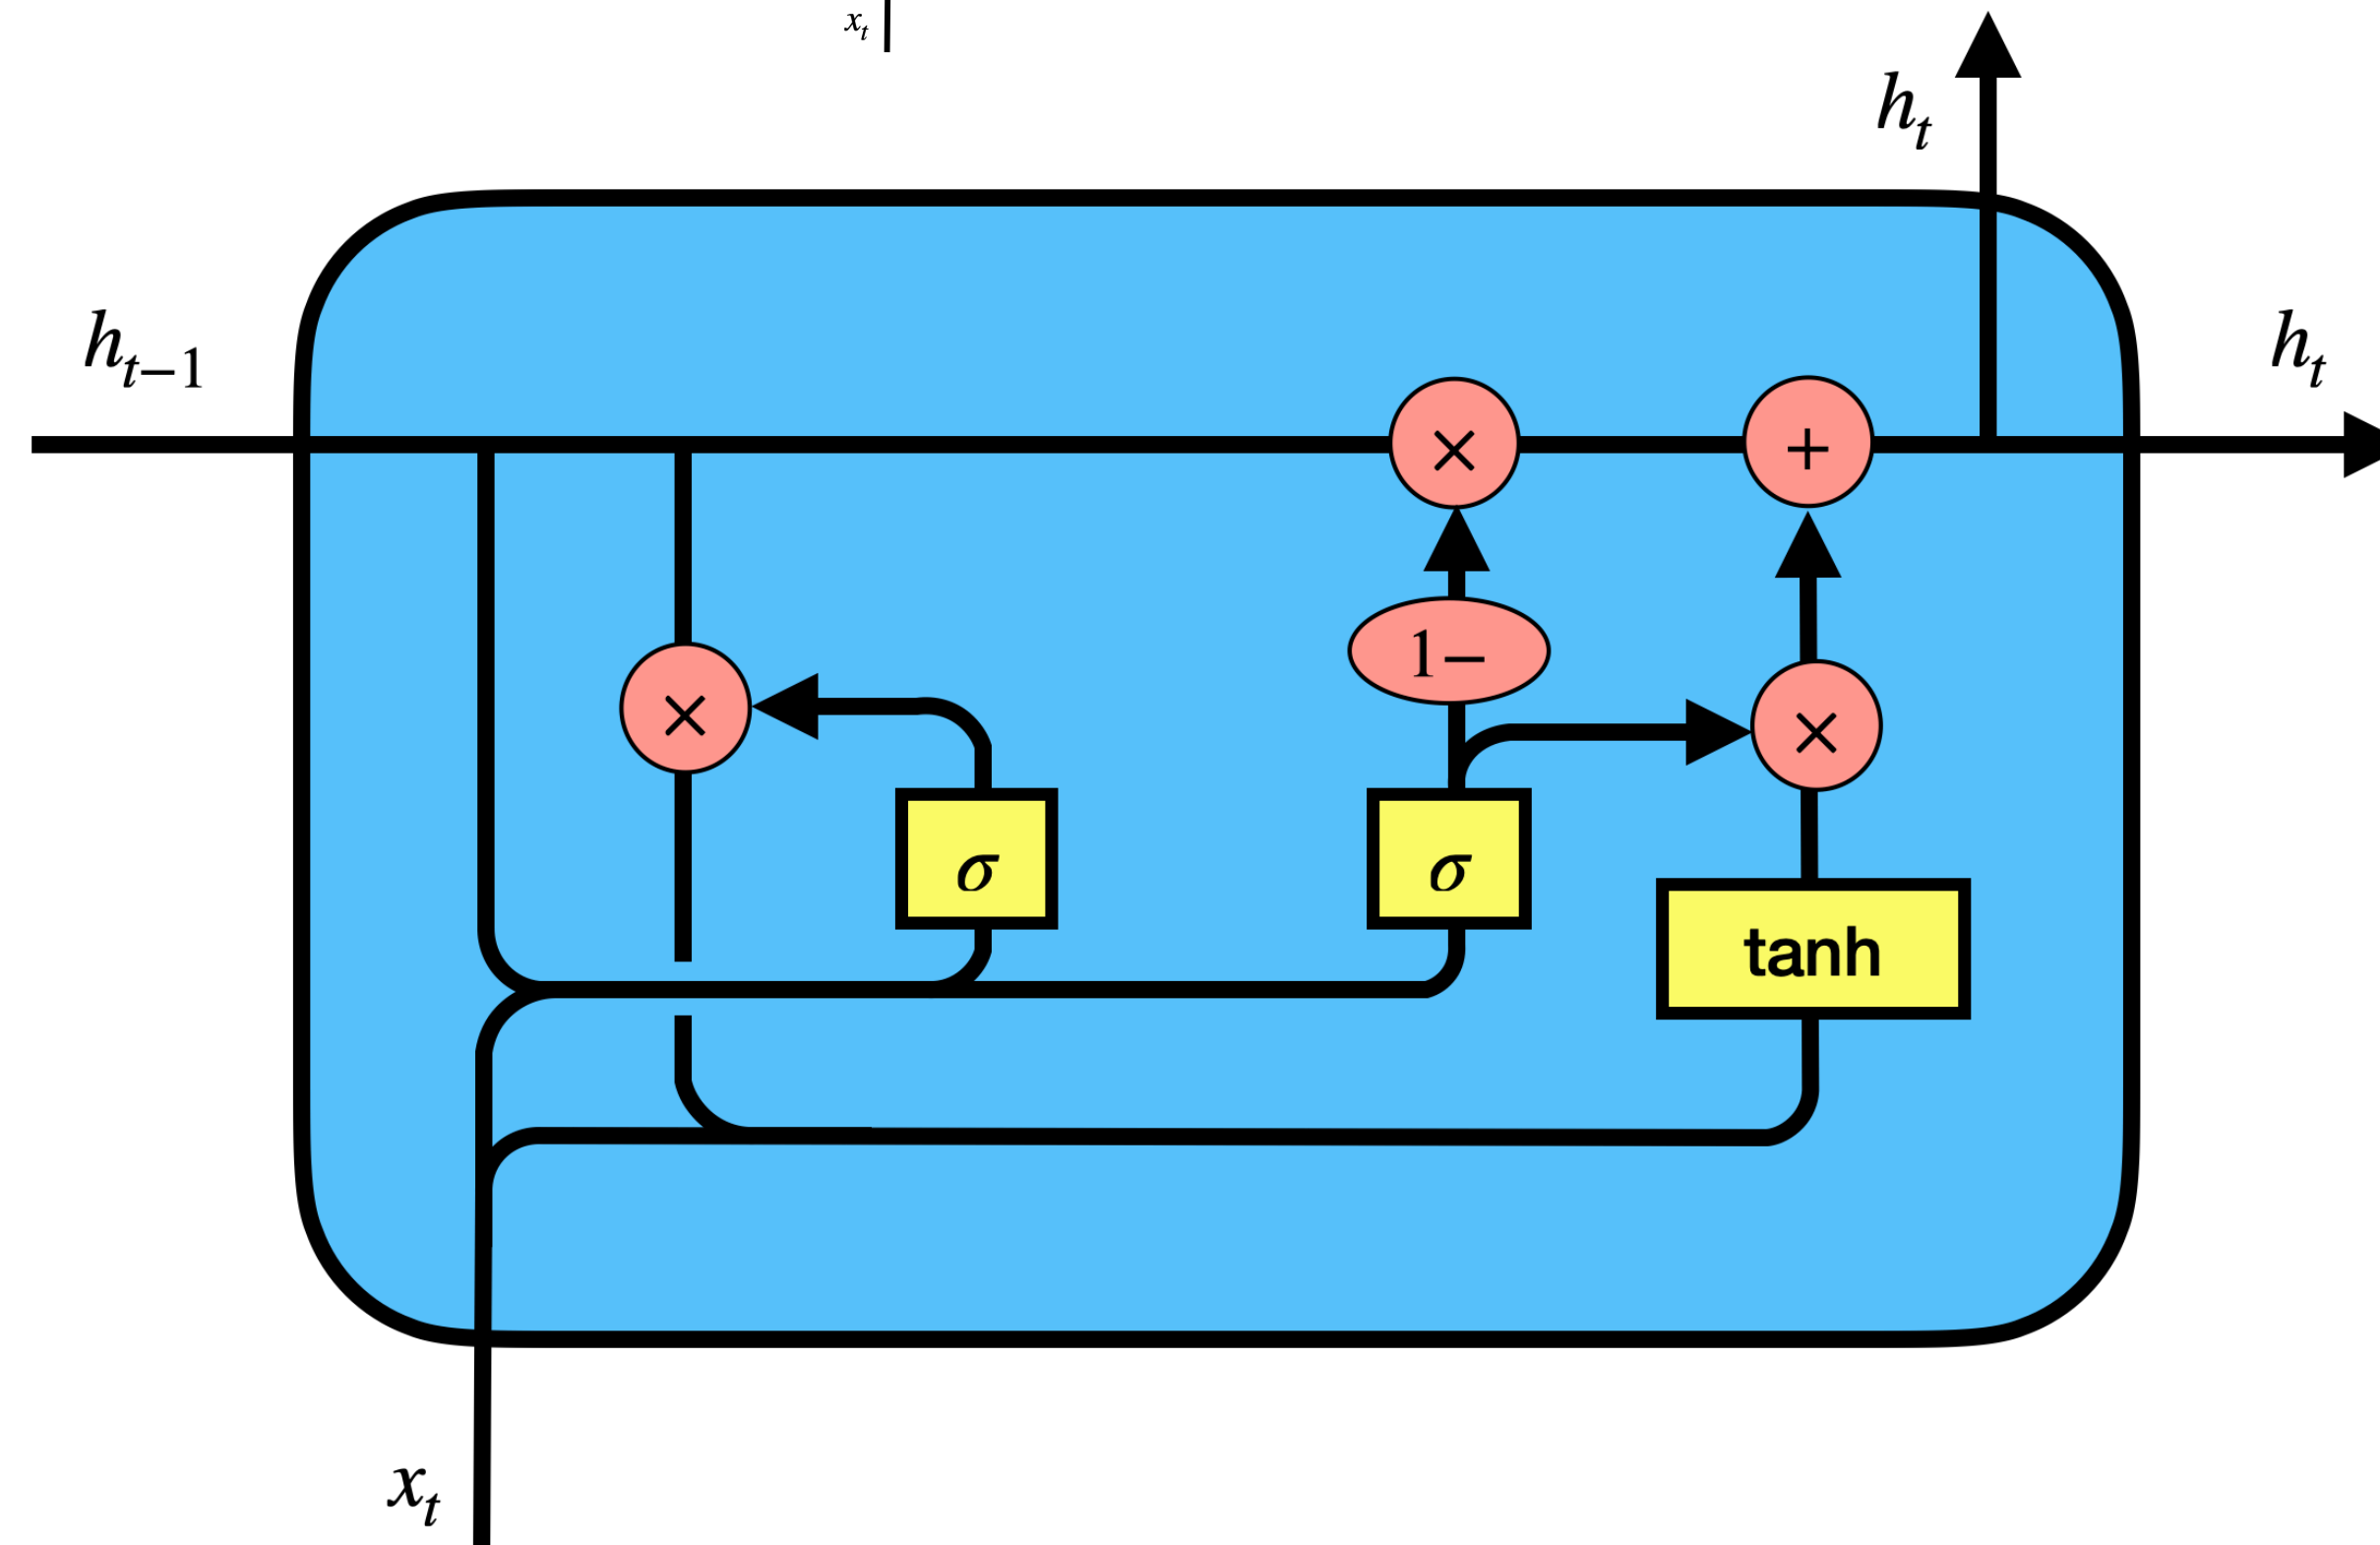 x_t
h_t
h_{t−1}
h_t
×
+
1−
×
×
σ
σ
tanh
x_t